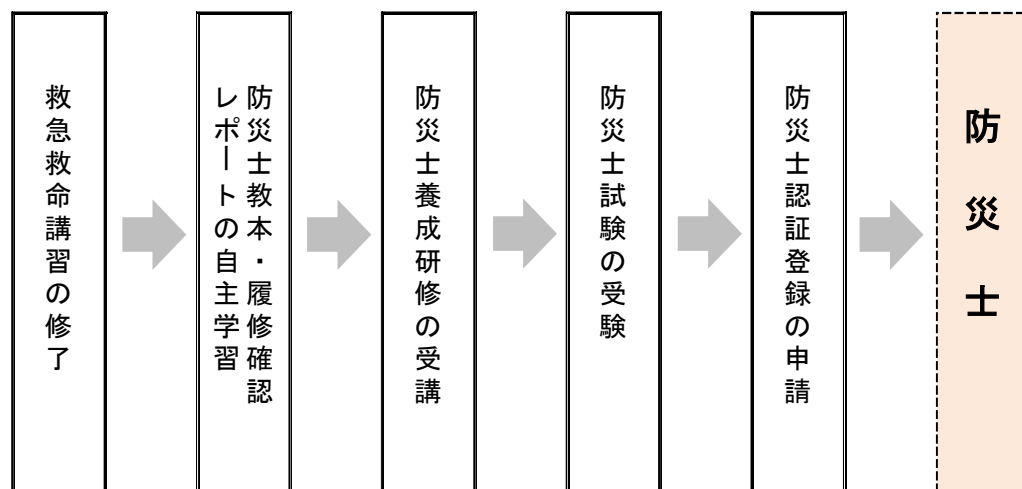 救急救命講習の修了
防災士教本・履修確認
レポートの自主学習
防災士養成研修の受講
防災士試験の受験
防災士認証登録の申請
防災士